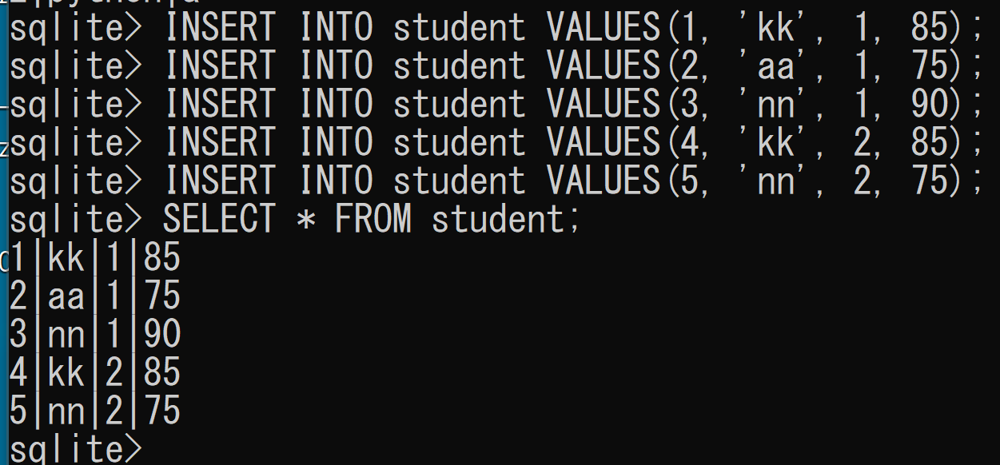 sqlite> INSERT INTO student VALUES(1, 'kk', 1, 85);
sqlite> INSERT INTO student VALUES(2, 'aa', 1, 75);
sqlite> INSERT INTO student VALUES(3, 'nn', 1, 90);
sqlite> INSERT INTO student VALUES(4, 'kk', 2, 85);
sqlite> INSERT INTO student VALUES(5, 'nn', 2, 75);
sqlite> SELECT * FROM student;
1|kk|1|85
2|aa|1|75
3|nn|1|90
4|kk|2|85
5|nn|2|75
sqlite>